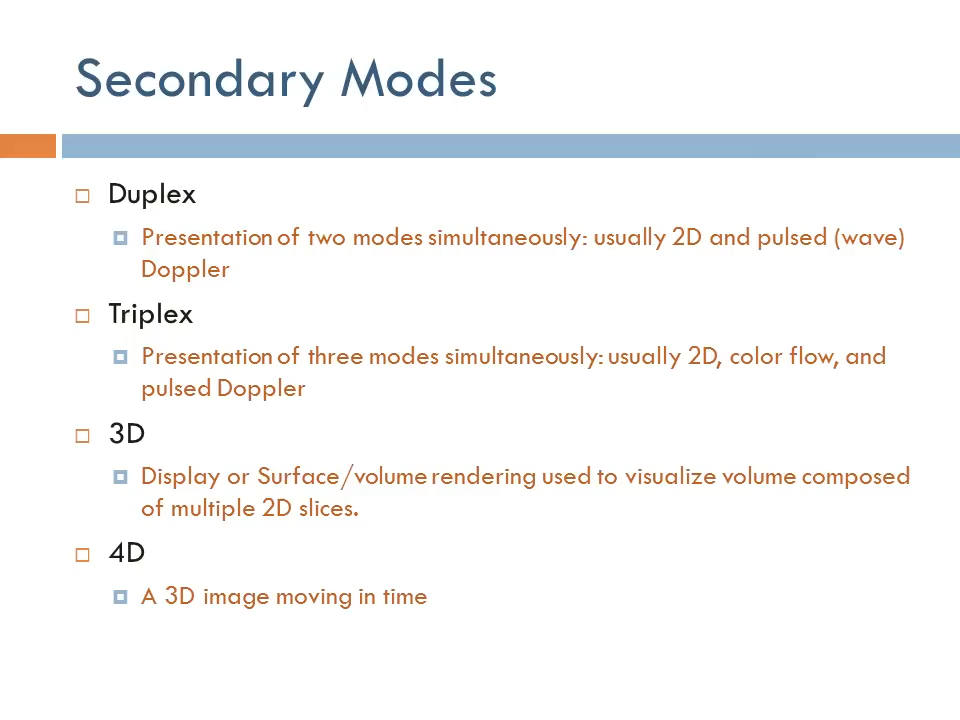 Secondary Modes
Duplex
Presentation of two modes simultaneously: usually 2D and pulsed (wave)
Doppler
Triplex
Presentation of three modes simultaneously: usually 2D, color flow, and
pulsed Doppler
3D
Display or Surface/volume rendering used to visualize volume composed
of multiple 2D slices.
4D
A 3D image moving in time